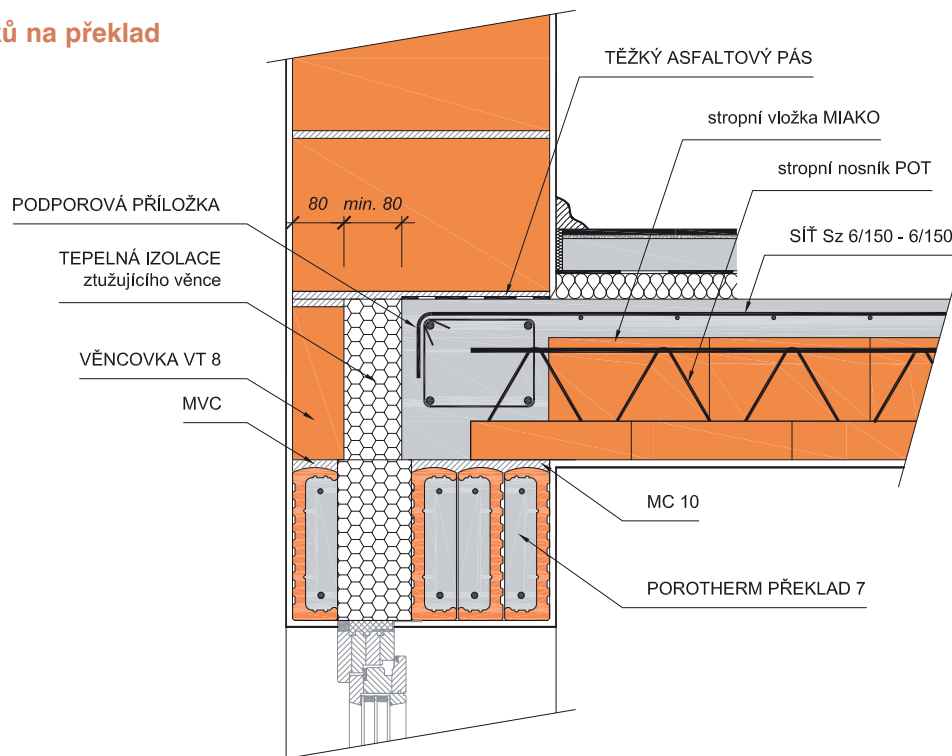 ků na překlad
TĚŽKÝ ASFALTOVÝ PÁS
stropní vložka MIAKO
stropní nosník POT
PODPOROVÁ PŘÍLOŽKA
80 min. 80
SÍŤ Sz 6/150 - 6/150
TEPELNÁ IZOLACE
ztužujícího věnce
VĚNCOVKA VT 8
MVC
MC 10
POROTHERM PŘEKLAD 7